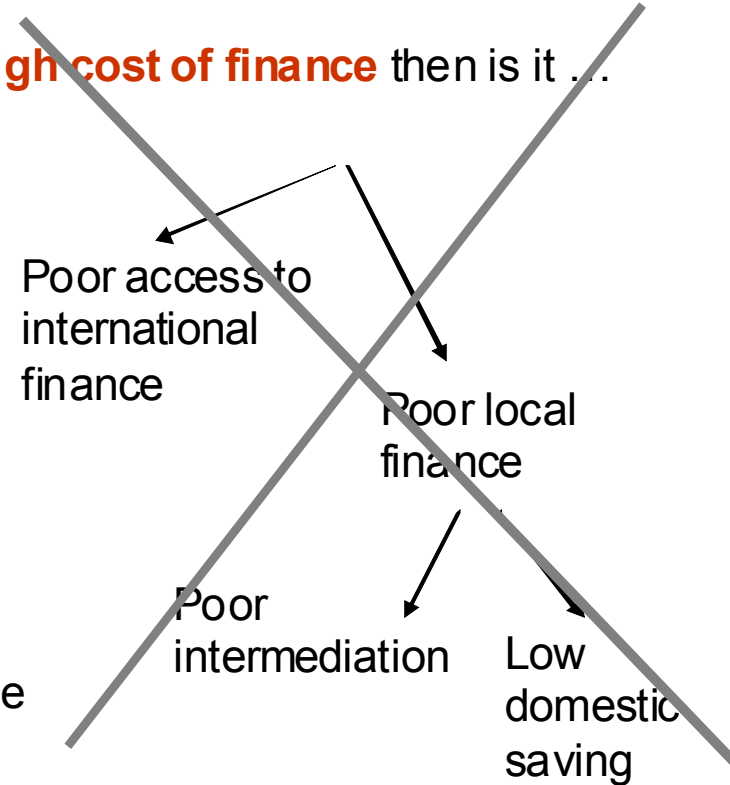 gh cost of finance then is it ...
Poor access to
international
finance
Poor local
finance
Poor
intermediation
e
Low
domestic
saving